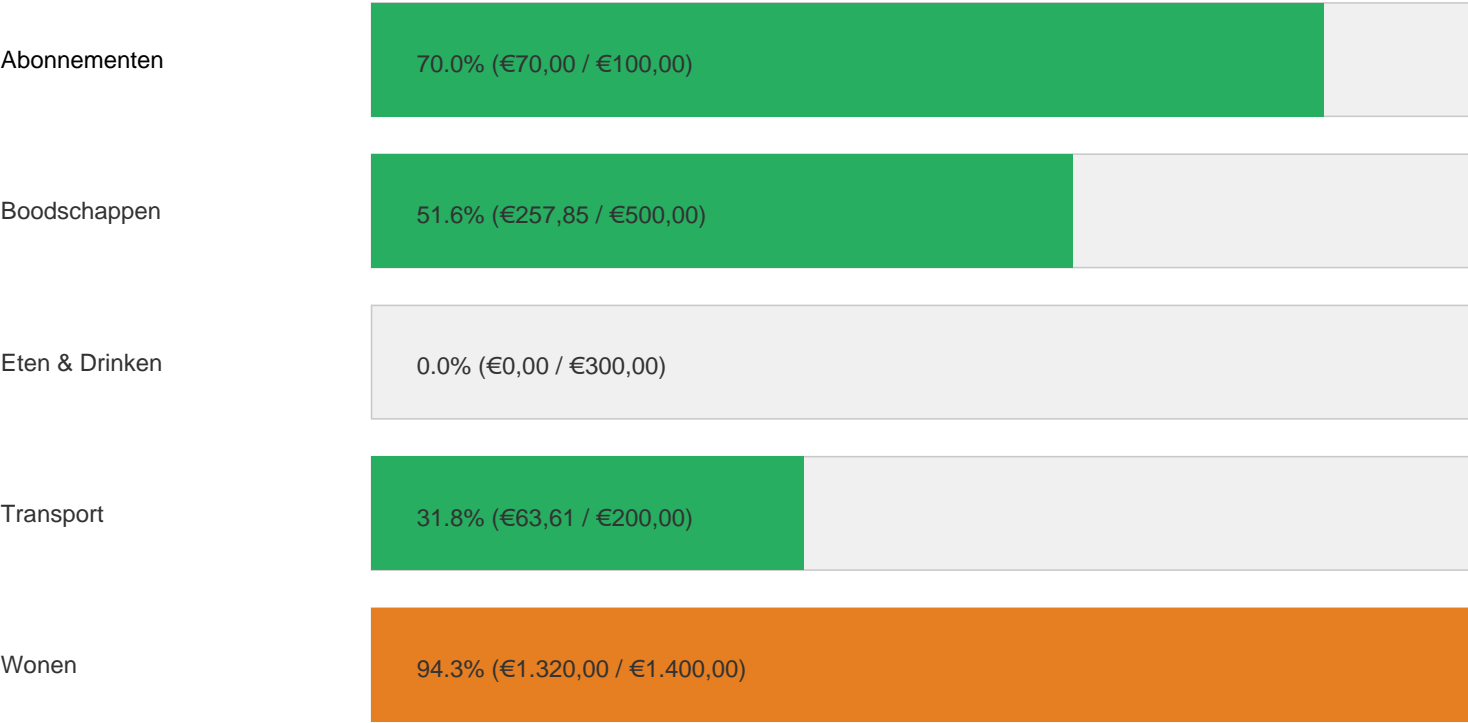 Abonnementen
70.0% (€70,00 / €100,00)
Boodschappen
51.6% (€257,85 / €500,00)
Eten & Drinken
0.0% (€0,00 / €300,00)
Transport
31.8% (€63,61 / €200,00)
Wonen
94.3% (€1.320,00 / €1.400,00)